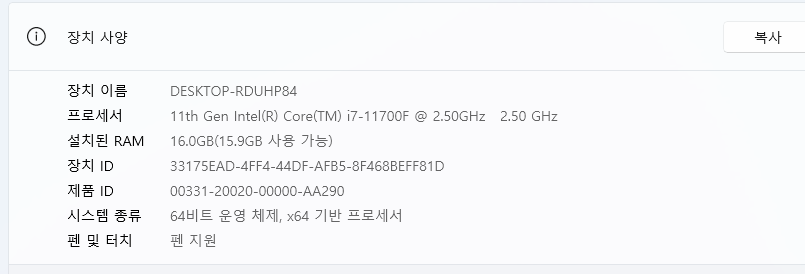 장치 사양
복사
장치 이름 DESKTOP-RDUHP84
프로세서 11th Gen Intel(R) Core(TM) i7-11700F @ 2.50GHz 2.50 GHz
설치된 RAM 16.0GB(15.9GB 사용 가능)
장치 ID 33175EAD-4FF4-44DF-AFB5-8F468BEFF81D
제품 ID 00331-20020-00000-AA290
시스템 종류 64비트 운영 체제, x64 기반 프로세서
펜 및 터치 펜 지원